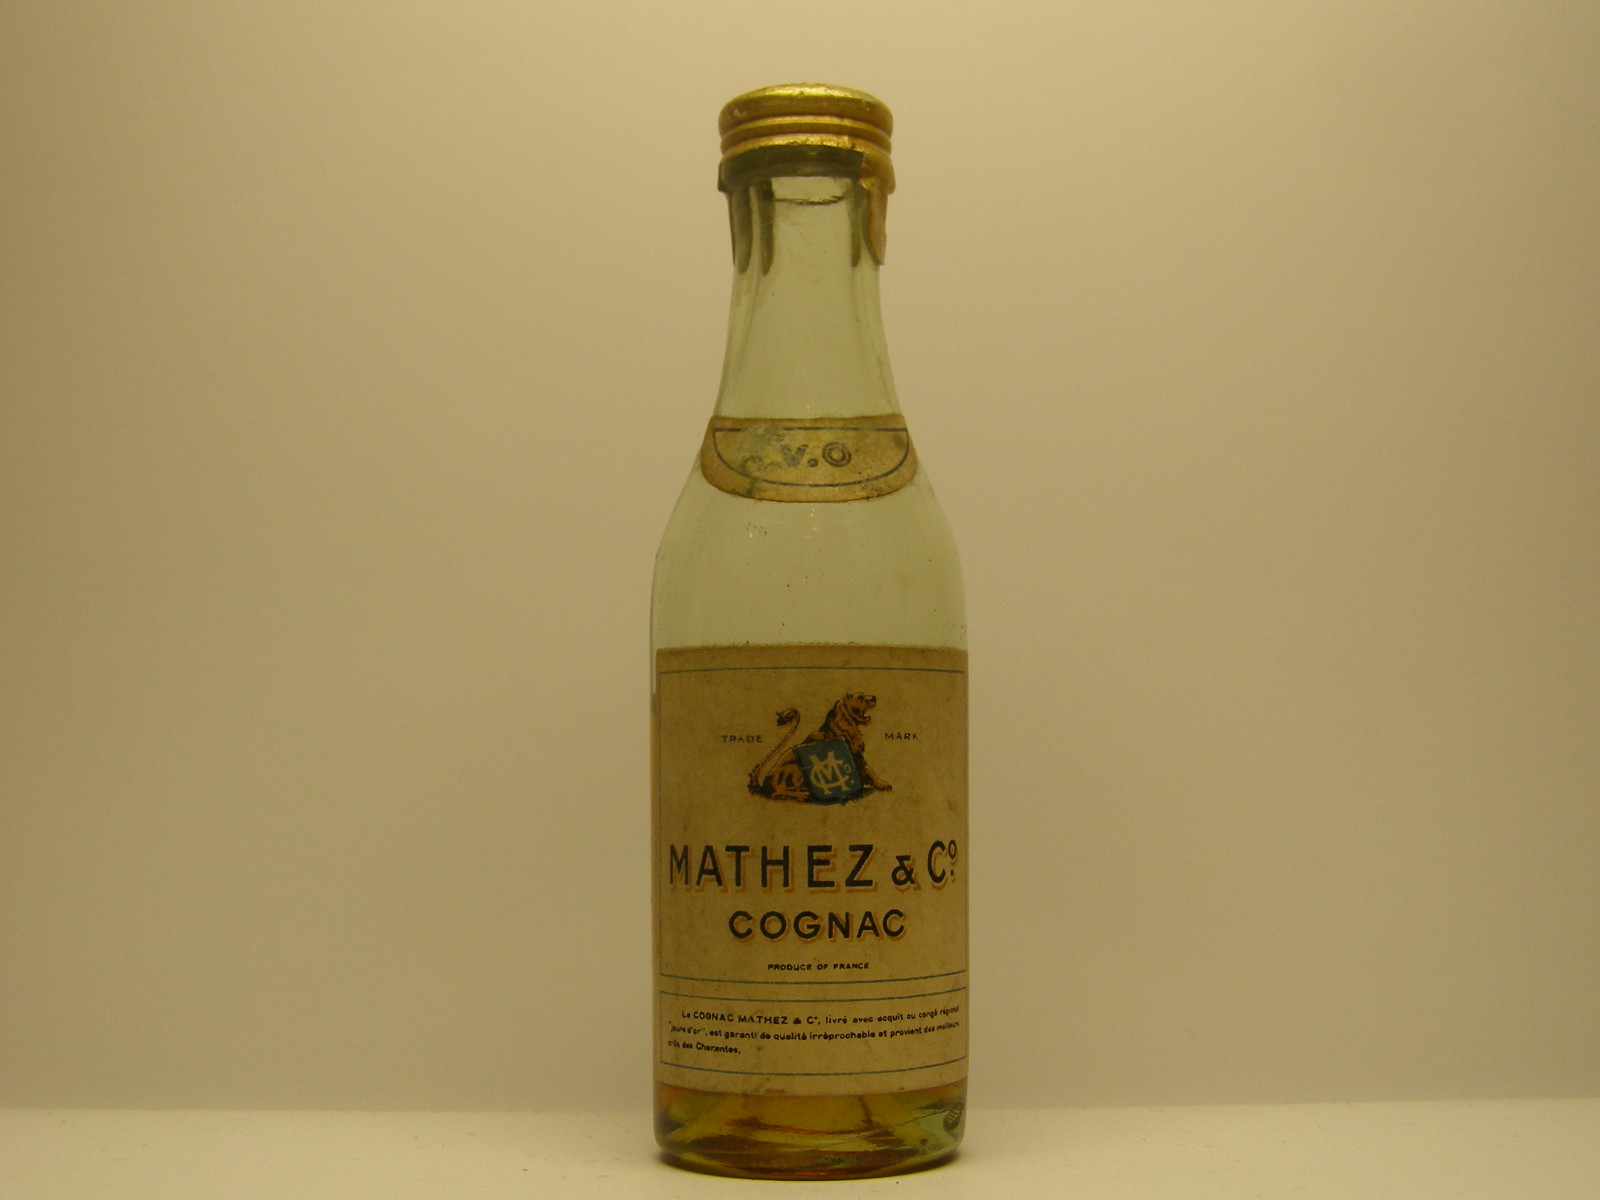 V.O
TRADE MARK
MC°
MATHEZ & C°
COGNAC
PRODUCE OF FRANCE
Le COGNAC MATHEZ & C°, livré avec acquit ou congé régional
"jaune d'or", est garanti de qualité irréprochable et provient des meilleurs
crûs des Charentes.